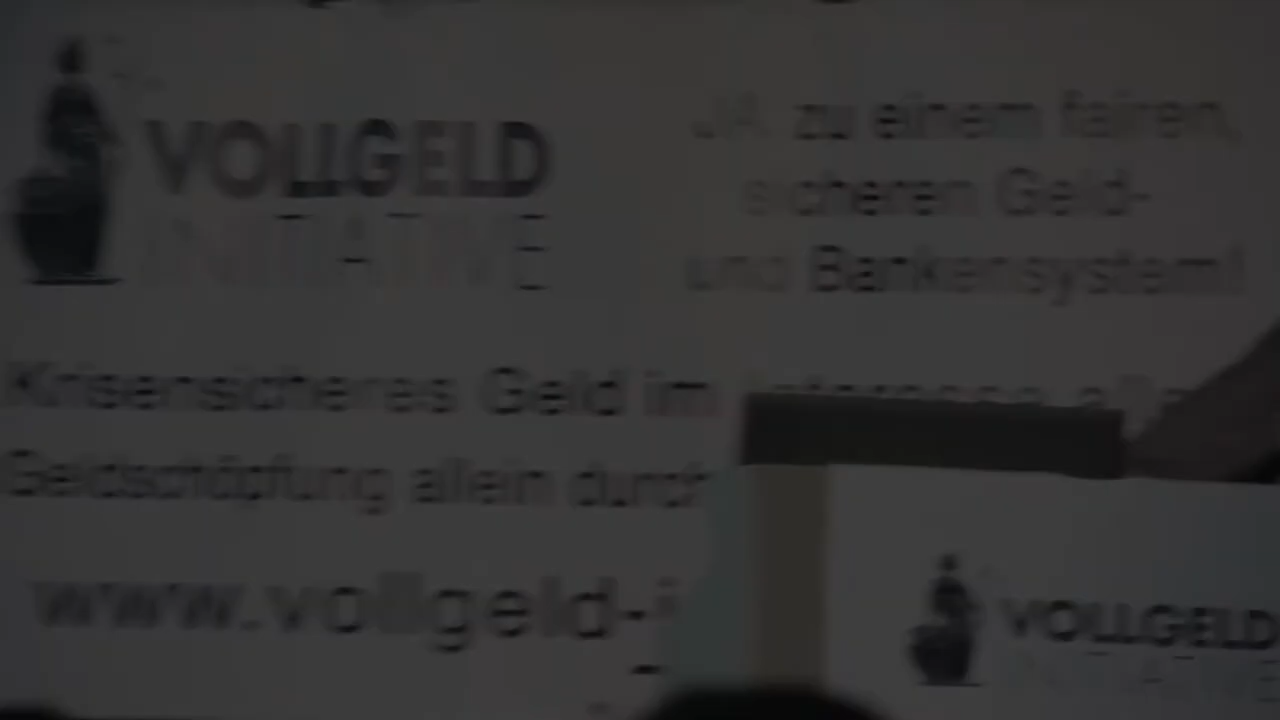 VOLLGELD
INITIATIVE
JA zu einem fairen,
sicheren Geld-
und Bankensystem!
Krisensicheres Geld im
Geldschöpfung allein durch
www.vollgeld-i
VOLLGELD
INITIATIVE